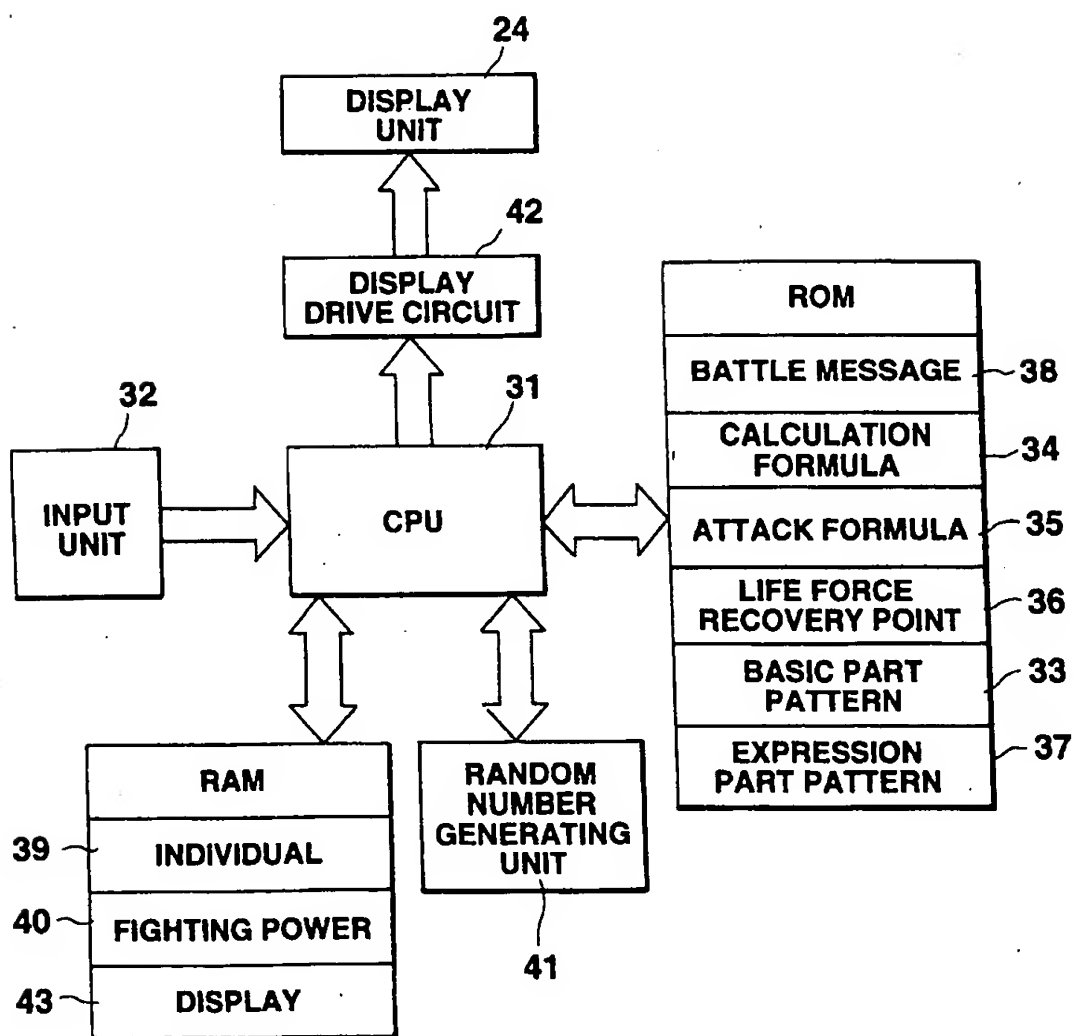 24
DISPLAY
UNIT
42
DISPLAY
DRIVE CIRCUIT
ROM
BATTLE MESSAGE
38
CALCULATION
FORMULA
34
ATTACK FORMULA
35
LIFE FORCE
RECOVERY POINT
36
BASIC PART
PATTERN
33
EXPRESSION
PART PATTERN
37
32
INPUT
UNIT
31
CPU
RAM
39
INDIVIDUAL
40
FIGHTING POWER
43
DISPLAY
RANDOM
NUMBER
GENERATING
UNIT
41